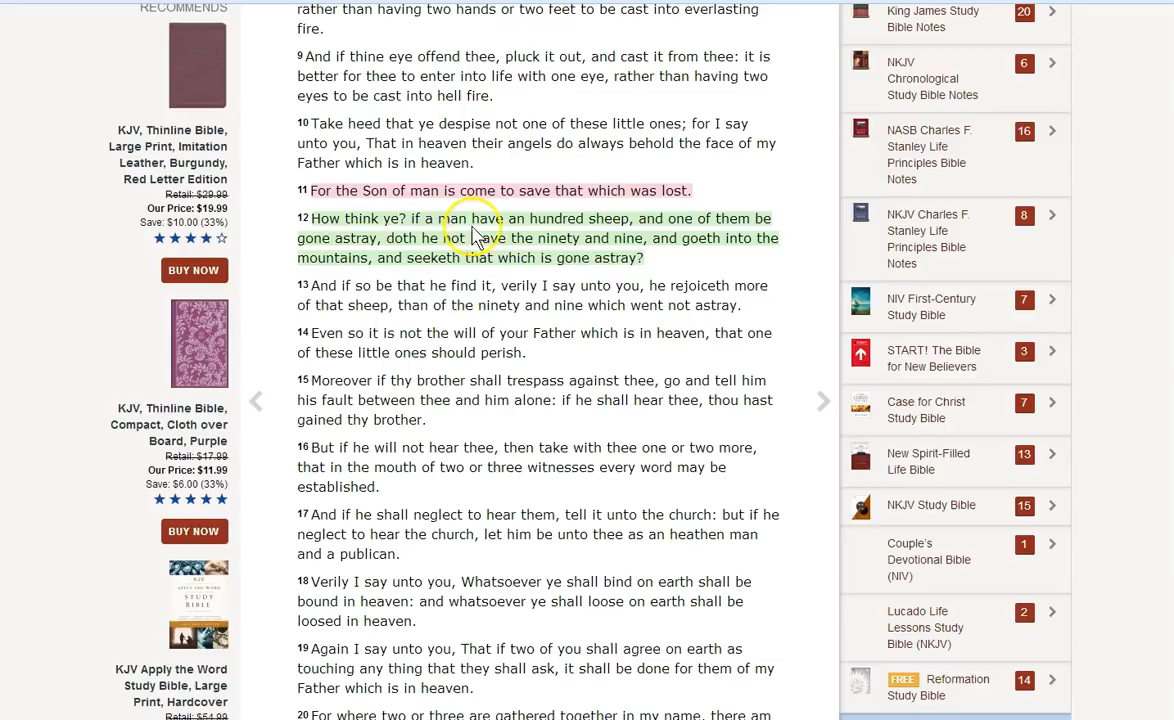 RECOMMENDS
KJV, Thinline Bible,
Large Print, Imitation
Leather, Burgundy,
Red Letter Edition
Retail: $29.99
Our Price: $19.99
Save: $10.00 (33%)
BUY NOW
KJV, Thinline Bible,
Compact, Cloth over
Board, Purple
Retail: $17.99
Our Price: $11.99
Save: $6.00 (33%)
BUY NOW
KJV
APPLY THE WORD
STUDY BIBLE
KJV Apply the Word
Study Bible, Large
Print, Hardcover
Retail: $54.99
rather than having two hands or two feet to be cast into everlasting
fire.
9 And if thine eye offend thee, pluck it out, and cast it from thee: it is
better for thee to enter into life with one eye, rather than having two
eyes to be cast into hell fire.
10 Take heed that ye despise not one of these little ones; for I say
unto you, That in heaven their angels do always behold the face of my
Father which is in heaven.
11 For the Son of man is come to save that which was lost.
12 How think ye? if a man have an hundred sheep, and one of them be
gone astray, doth he not leave the ninety and nine, and goeth into the
mountains, and seeketh that which is gone astray?
13 And if so be that he find it, verily I say unto you, he rejoiceth more
of that sheep, than of the ninety and nine which went not astray.
14 Even so it is not the will of your Father which is in heaven, that one
of these little ones should perish.
15 Moreover if thy brother shall trespass against thee, go and tell him
his fault between thee and him alone: if he shall hear thee, thou hast
gained thy brother.
16 But if he will not hear thee, then take with thee one or two more,
that in the mouth of two or three witnesses every word may be
established.
17 And if he shall neglect to hear them, tell it unto the church: but if he
neglect to hear the church, let him be unto thee as an heathen man
and a publican.
18 Verily I say unto you, Whatsoever ye shall bind on earth shall be
bound in heaven: and whatsoever ye shall loose on earth shall be
loosed in heaven.
19 Again I say unto you, That if two of you shall agree on earth as
touching any thing that they shall ask, it shall be done for them of my
Father which is in heaven.
20 For where two or three are gathered together in my name, there am
King James Study
Bible Notes
20
NKJV
Chronological
Study Bible Notes
6
NASB Charles F.
Stanley Life
Principles Bible
Notes
16
NKJV Charles F.
Stanley Life
Principles Bible
Notes
8
NIV First-Century
Study Bible
7
START! The Bible
for New Believers
3
Case for Christ
Study Bible
7
New Spirit-Filled
Life Bible
13
NKJV Study Bible
15
Couple's
Devotional Bible
(NIV)
1
Lucado Life
Lessons Study
Bible (NKJV)
2
FREE Reformation
Study Bible
14